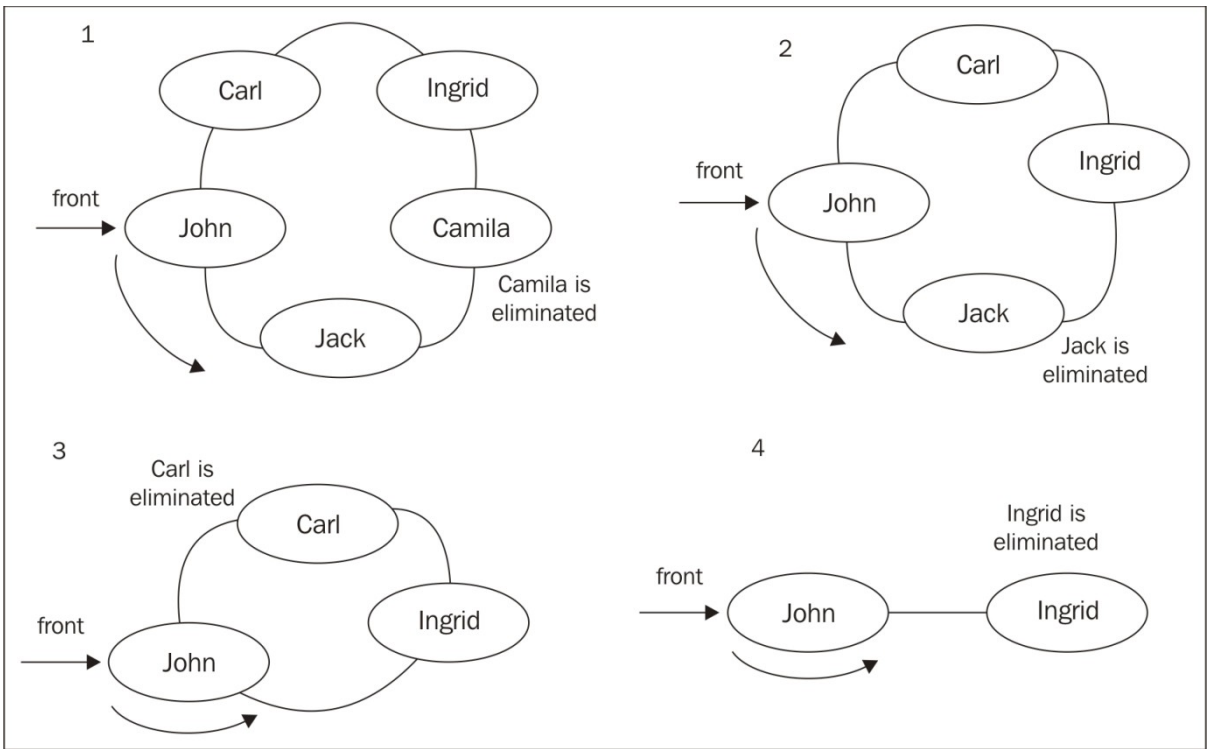 1
Carl
Ingrid
front
John
Camila
Camila is
eliminated
Jack
2
Carl
Ingrid
front
John
Jack
Jack is
eliminated
3
Carl is
eliminated
Carl
Ingrid
front
John
4
Ingrid is
eliminated
front
John
Ingrid